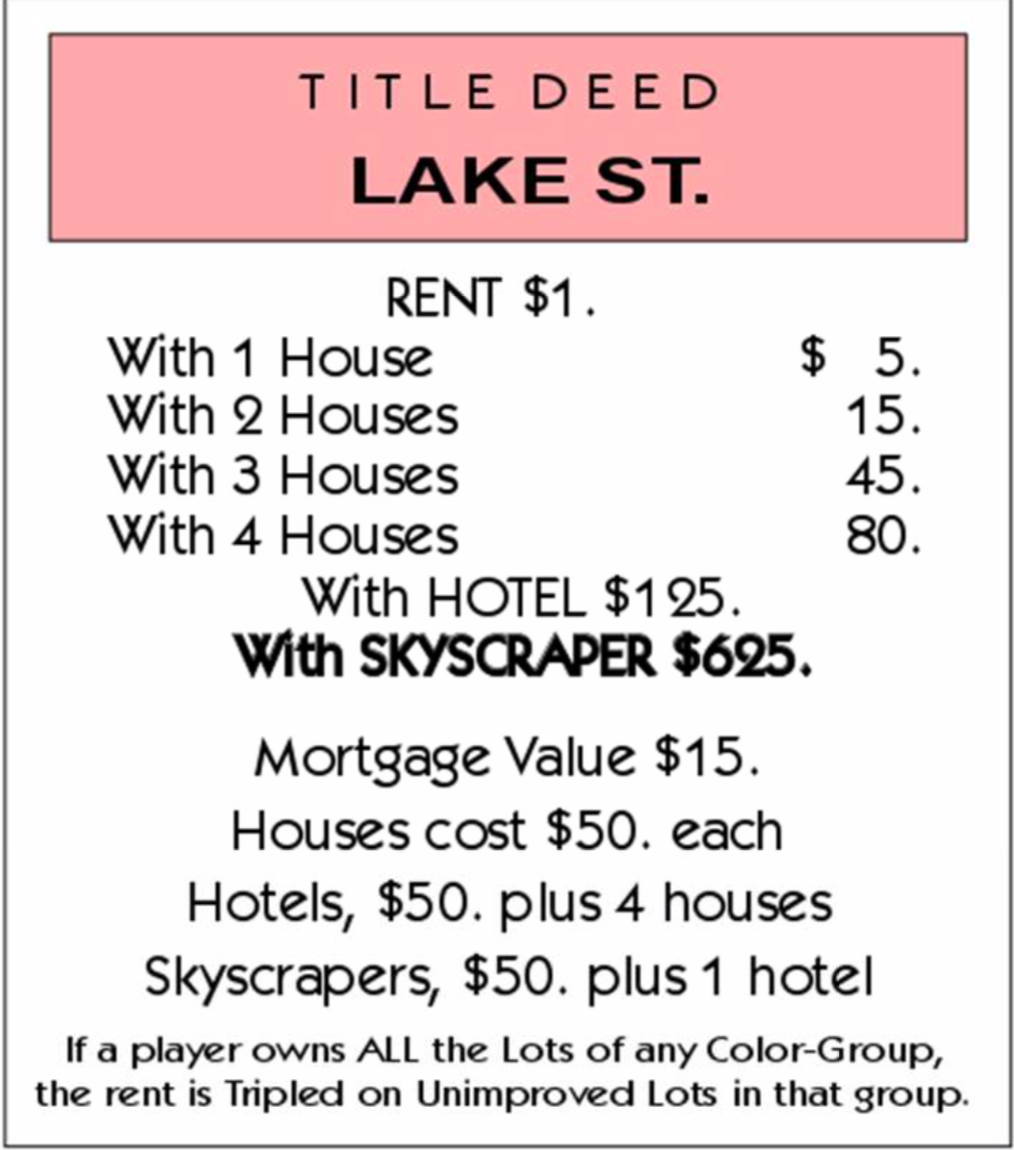 TITLE DEED
LAKE ST.
RENT $1.
With 1 House $ 5.
With 2 Houses 15.
With 3 Houses 45.
With 4 Houses 80.
With HOTEL $125.
With SKYSCRAPER $625.
Mortgage Value $15.
Houses cost $50. each
Hotels, $50. plus 4 houses
Skyscrapers, $50. plus 1 hotel
If a player owns ALL the Lots of any Color-Group,
the rent is Tripled on Unimproved Lots in that group.